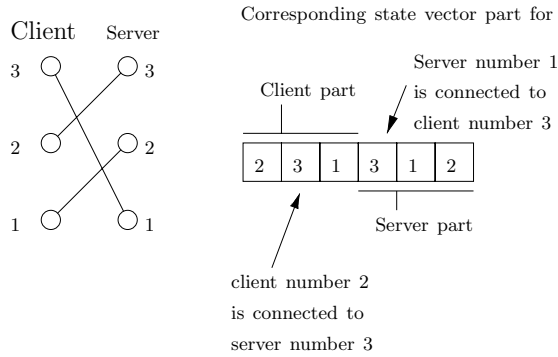 Corresponding state vector part for
Client Server
3 3
2 2
1 1
Client part
Server number 1
is connected to
client number 3
2 3 1 3 1 2
Server part
client number 2
is connected to
server number 3